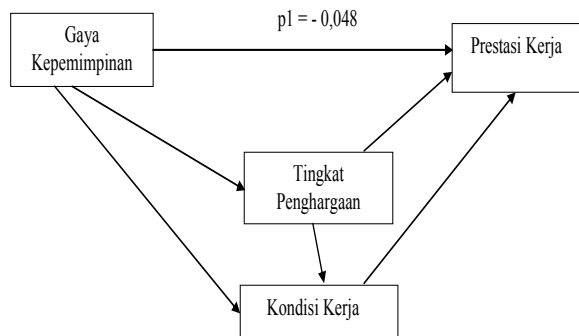 p1 = - 0,048
Gaya
Kepemimpinan
Prestasi Kerja
Tingkat
Penghargaan
Kondisi Kerja